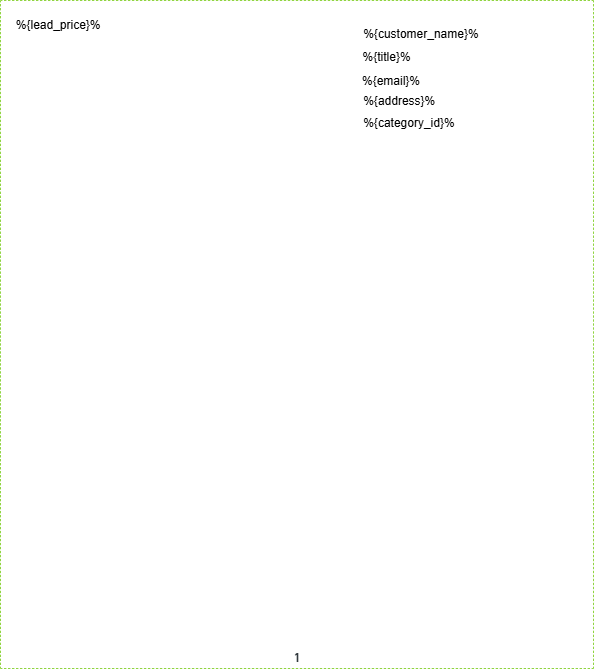 %{lead_price}%
%{customer_name}%
%{title}%
%{email}%
%{address}%
%{category_id}%
1